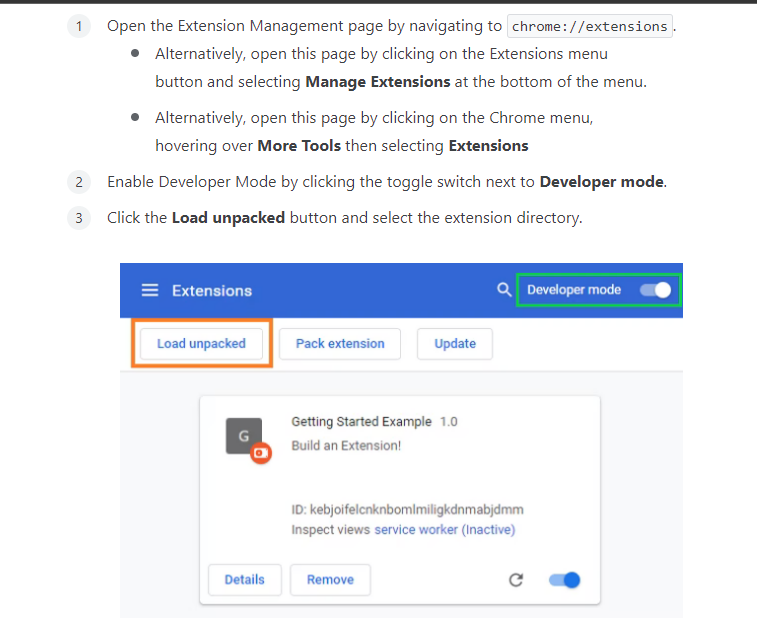 1 Open the Extension Management page by navigating to chrome://extensions.
• Alternatively, open this page by clicking on the Extensions menu
button and selecting Manage Extensions at the bottom of the menu.
• Alternatively, open this page by clicking on the Chrome menu,
hovering over More Tools then selecting Extensions
2 Enable Developer Mode by clicking the toggle switch next to Developer mode.
3 Click the Load unpacked button and select the extension directory.
Extensions Developer mode
Load unpacked Pack extension Update
G
Getting Started Example 1.0
Build an Extension!
ID: kebjoifelcnknbomlmiligkdnmabjdmm
Inspect views service worker (Inactive)
Details Remove